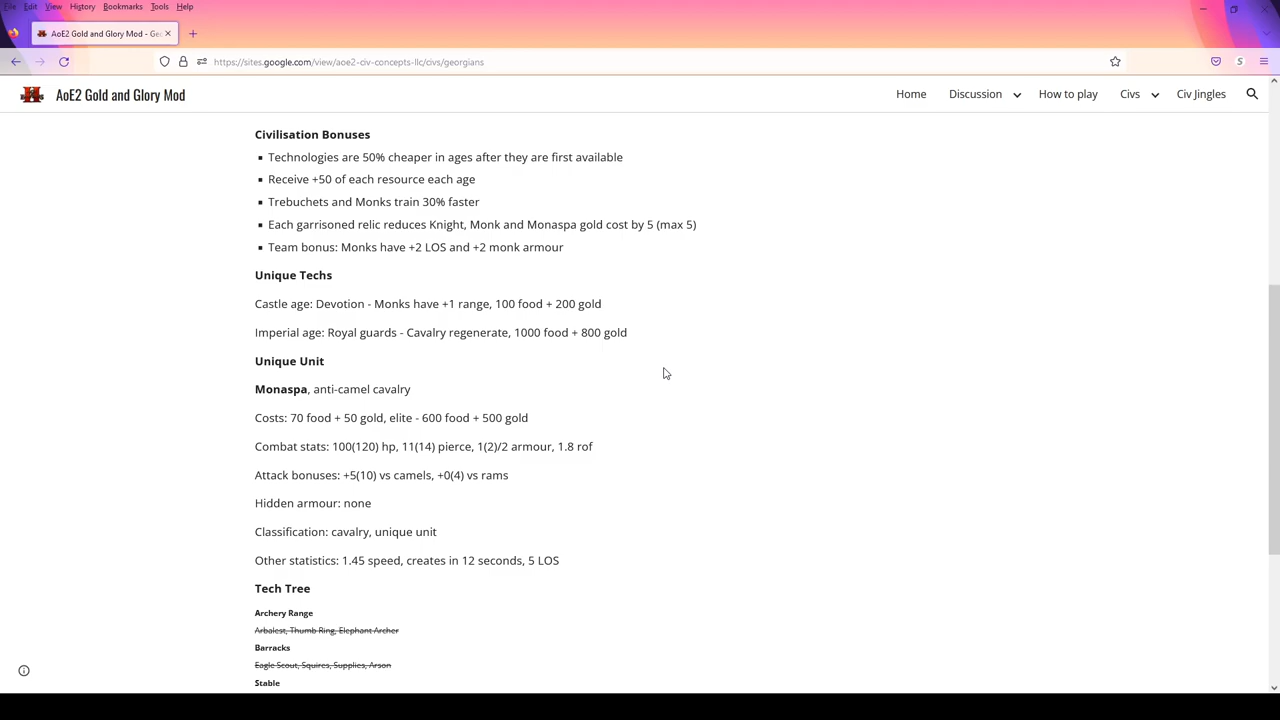 File Edit View History Bookmarks Tools Help
AoE2 Gold and Glory Mod - Geo
https://sites.google.com/view/aoe2-civ-concepts-llc/civs/georgians
AoE2 Gold and Glory Mod
Home Discussion How to play Civs Civ Jingles
Civilisation Bonuses
Technologies are 50% cheaper in ages after they are first available
Receive +50 of each resource each age
Trebuchets and Monks train 30% faster
Each garrisoned relic reduces Knight, Monk and Monaspa gold cost by 5 (max 5)
Team bonus: Monks have +2 LOS and +2 monk armour
Unique Techs
Castle age: Devotion - Monks have +1 range, 100 food + 200 gold
Imperial age: Royal guards - Cavalry regenerate, 1000 food + 800 gold
Unique Unit
Monaspa, anti-camel cavalry
Costs: 70 food + 50 gold, elite - 600 food + 500 gold
Combat stats: 100(120) hp, 11(14) pierce, 1(2)/2 armour, 1.8 rof
Attack bonuses: +5(10) vs camels, +0(4) vs rams
Hidden armour: none
Classification: cavalry, unique unit
Other statistics: 1.45 speed, creates in 12 seconds, 5 LOS
Tech Tree
Archery Range
Arbalest, Thumb Ring, Elephant Archer
Barracks
Eagle Scout, Squires, Supplies, Arson
Stable